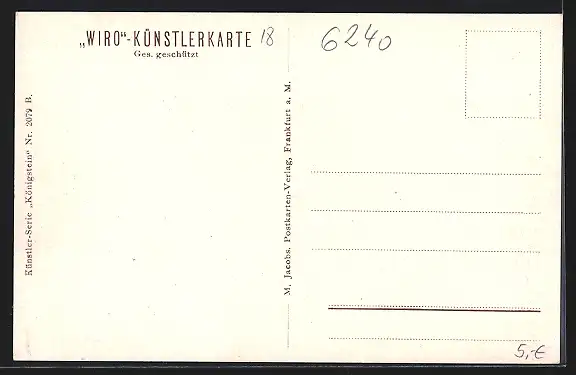 „WIRO“-KÜNSTLERKARTE 18
Ges. geschützt
6240
Künstler-Serie „Königstein“ Nr. 2079 B.
M. Jacobs. Postkarten-Verlag, Frankfurt a. M.
5,-€